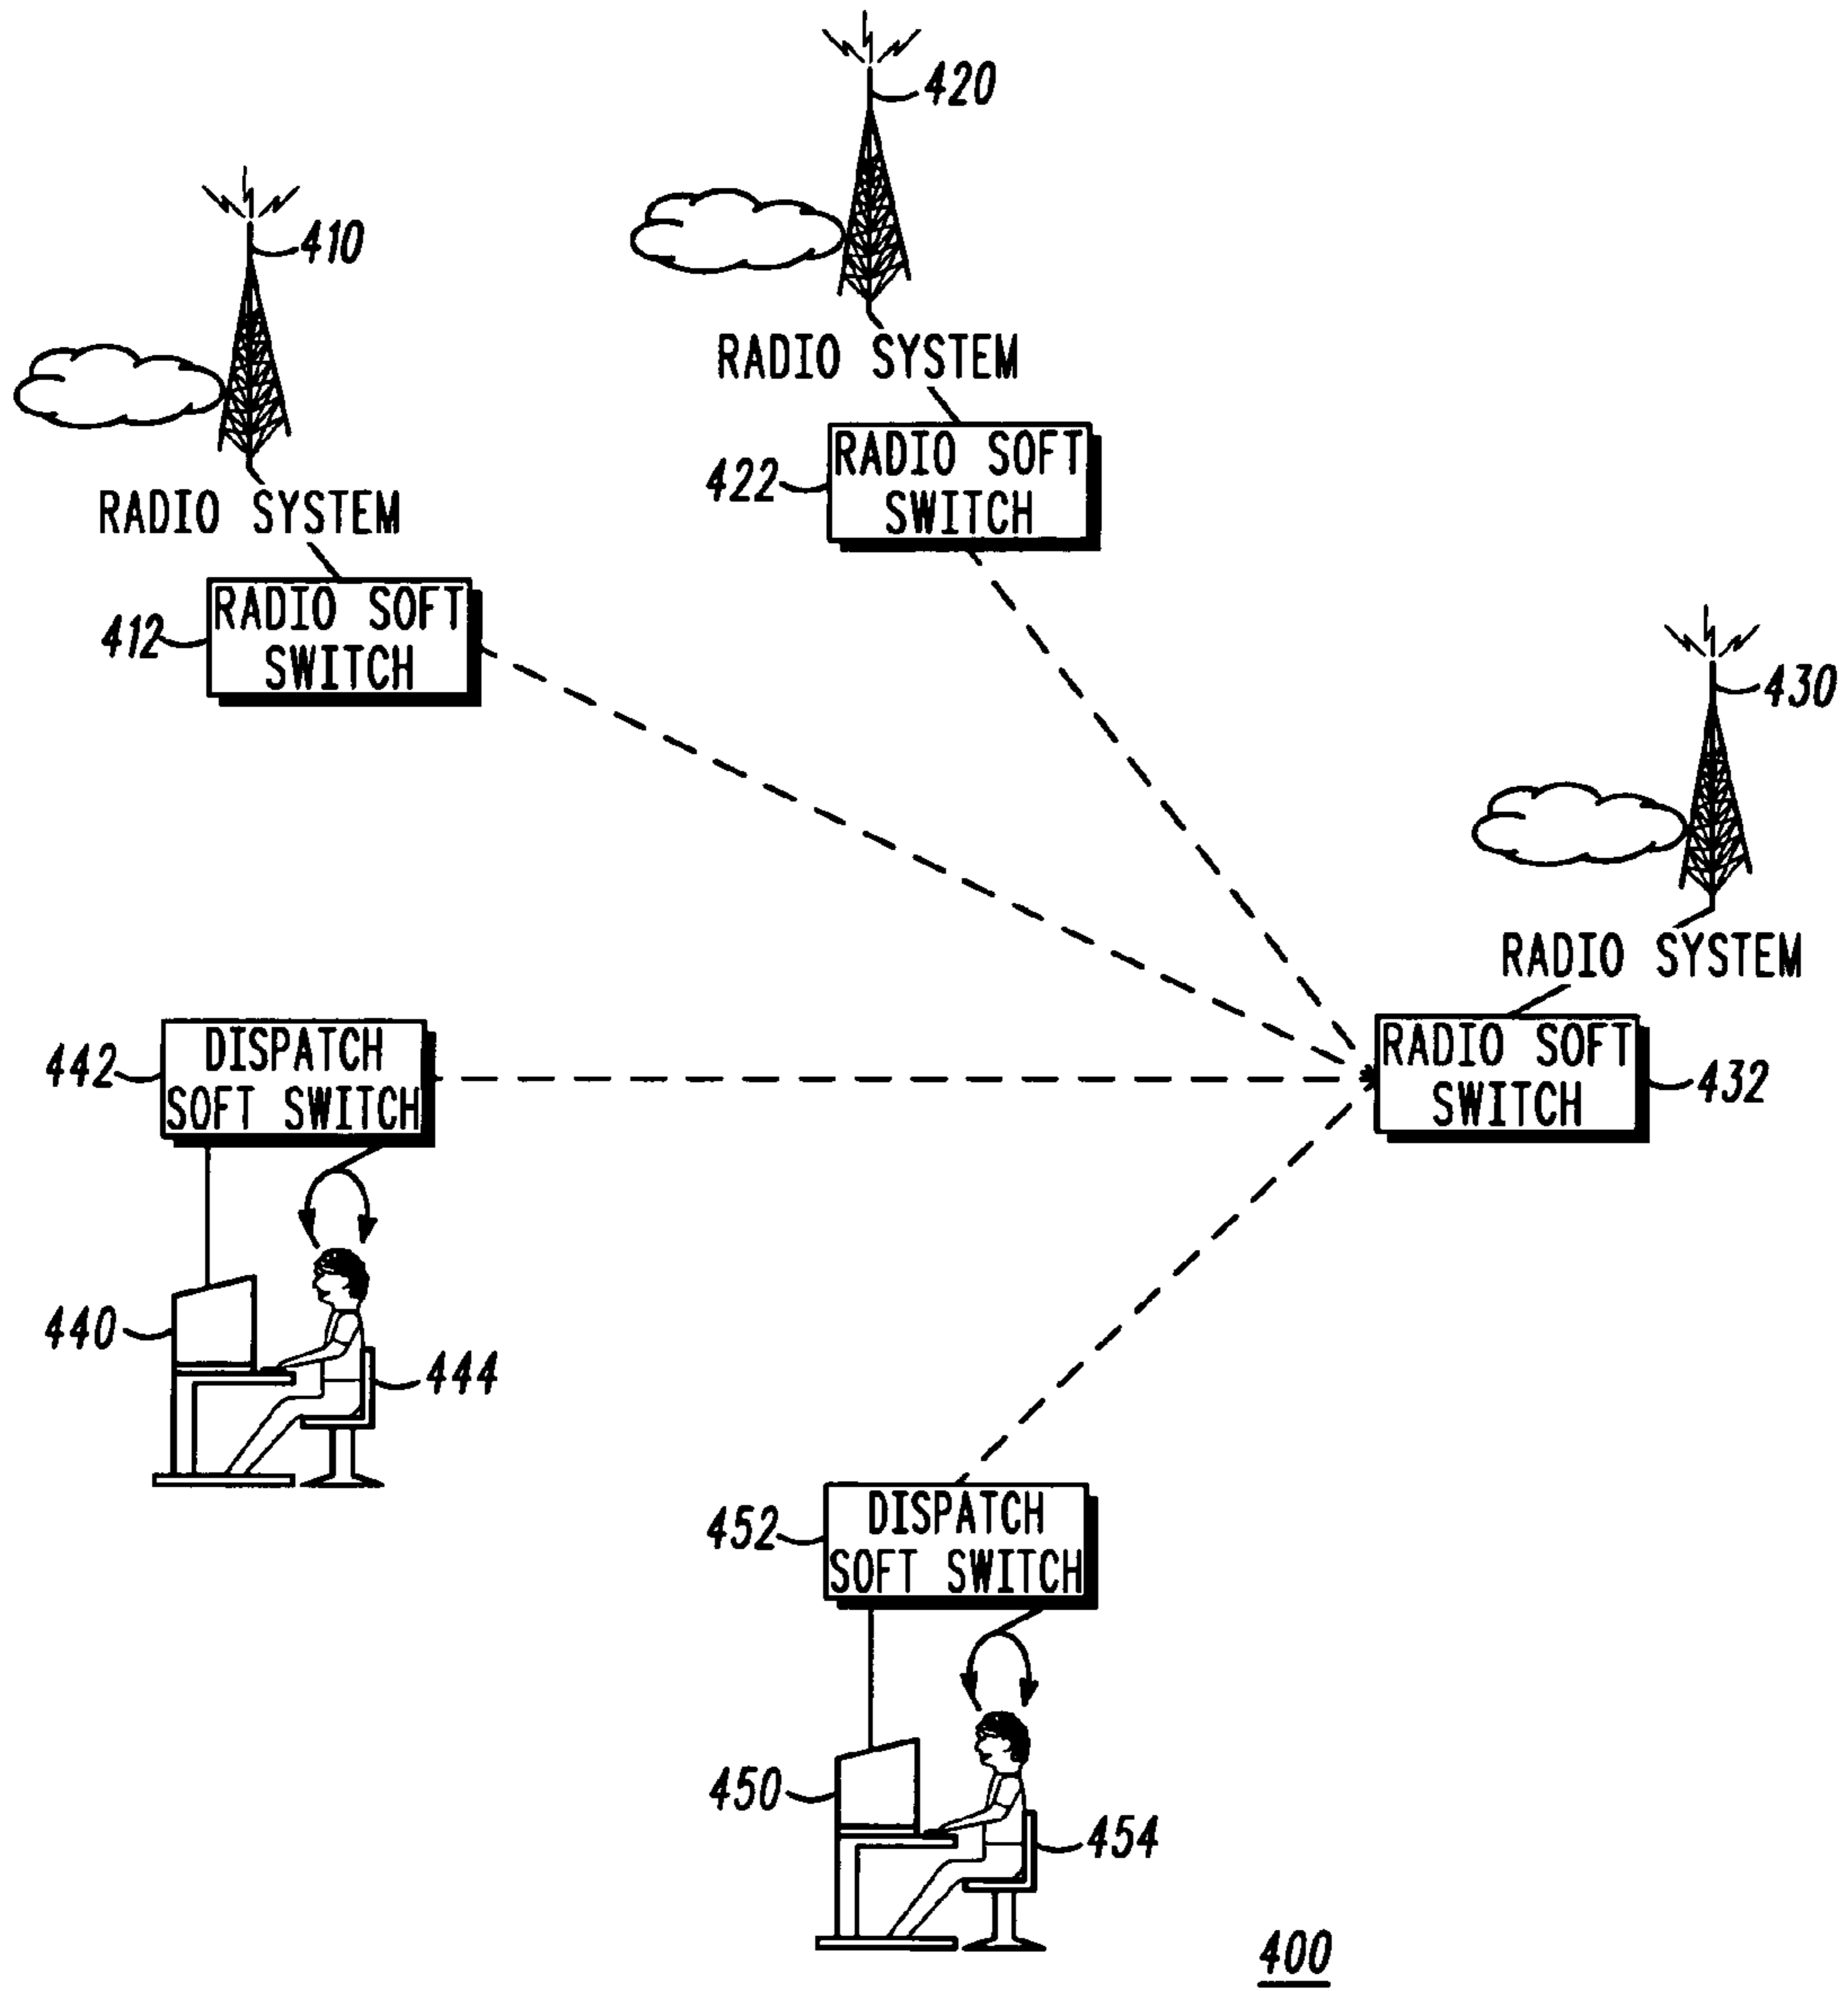 420
410
RADIO SYSTEM
RADIO SOFT
SWITCH
422
RADIO SYSTEM
RADIO SOFT
SWITCH
412
430
RADIO SYSTEM
RADIO SOFT
SWITCH
432
442
DISPATCH
SOFT SWITCH
440
444
452
DISPATCH
SOFT SWITCH
450
454
400